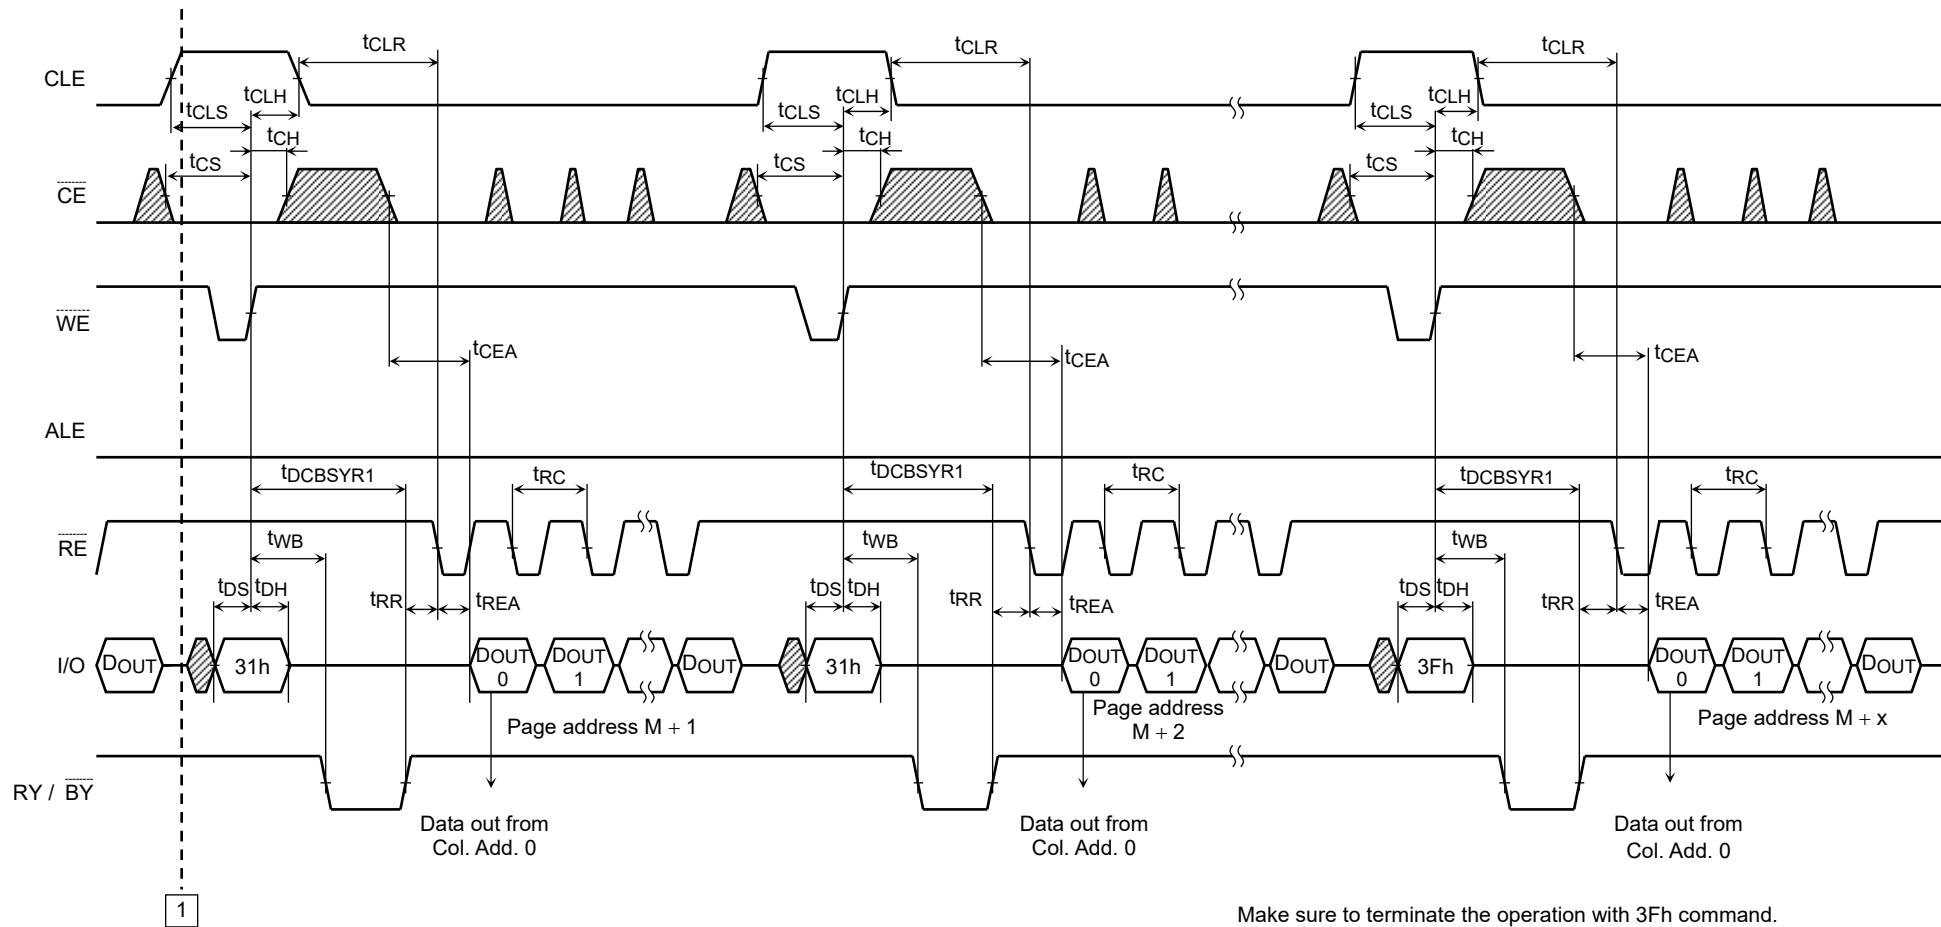 tCLR tCLR tCLR
CLE
tCLH tCLH tCLH
tCLS tCLS tCLS
tCH tCH tCH
tCS tCS tCS
CE
WE
tCEA tCEA tCEA
ALE
tDCBSYR1 tRC tDCBSYR1 tRC tDCBSYR1 tRC
RE
tWB tWB tWB
tDS tDH tDS tDH tDS tDH
tRR tREA tRR tREA tRR tREA
I/O DOUT 31h DOUT 0 DOUT 1 DOUT 31h DOUT 0 DOUT 1 DOUT 3Fh DOUT 0 DOUT 1 DOUT
Page address M + 1
Page address
M + 2
Page address M + x
RY / BY
Data out from
Col. Add. 0
Data out from
Col. Add. 0
Data out from
Col. Add. 0
1
Make sure to terminate the operation with 3Fh command.